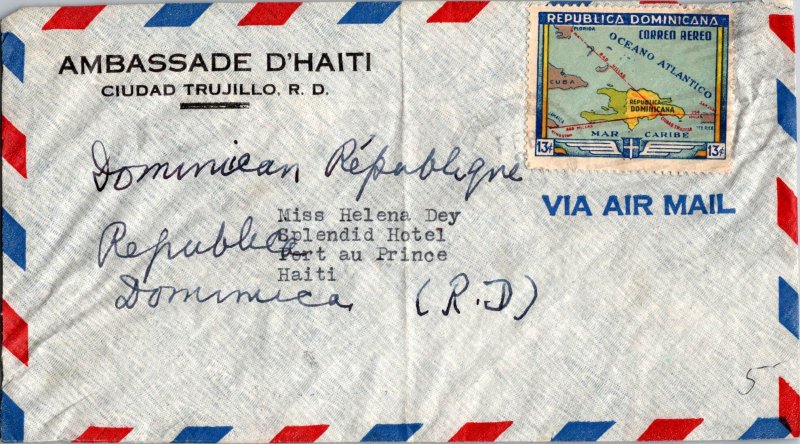 AMBASSADE D'HAITI
CIUDAD TRUJILLO, R. D.
REPUBLICA DOMINICANA
CORREO AEREO
FLORIDA
OCEANO ATLANTICO
CUBA
REPUBLICA
DOMINICANA
MAR CARIBE
13¢ 13¢
VIA AIR MAIL
Dominican République
Miss Helena Dey
Splendid Hotel
Republica
Port au Prince
Haiti
Dominica (R.D)
5-